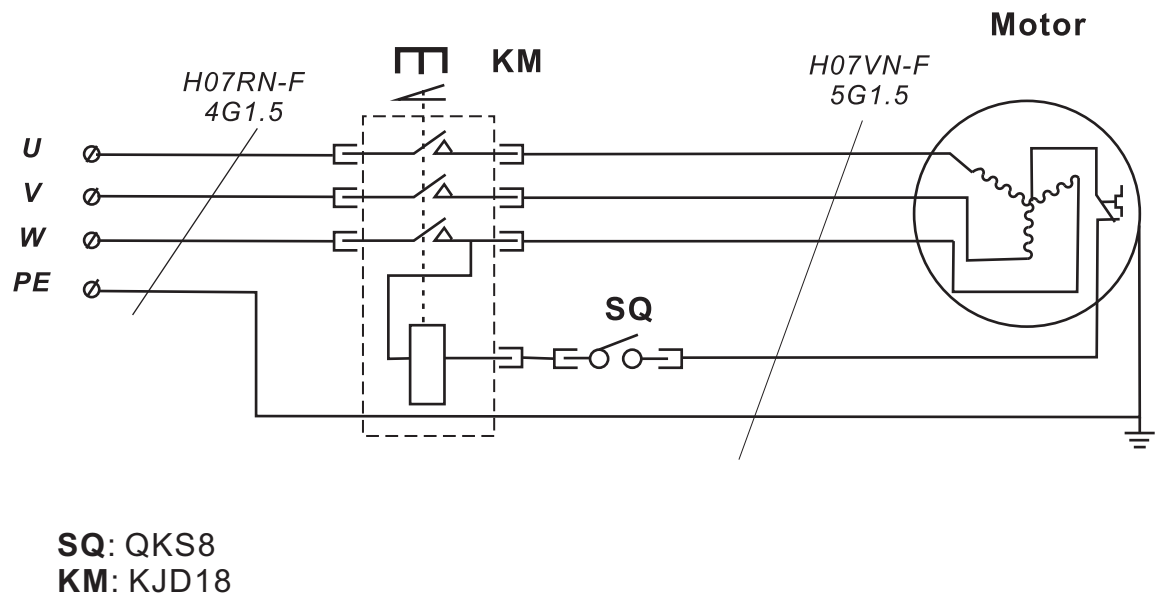 Motor
KM
H07RN-F
4G1.5
H07VN-F
5G1.5
U
V
W
PE
SQ
SQ: QKS8
KM: KJD18